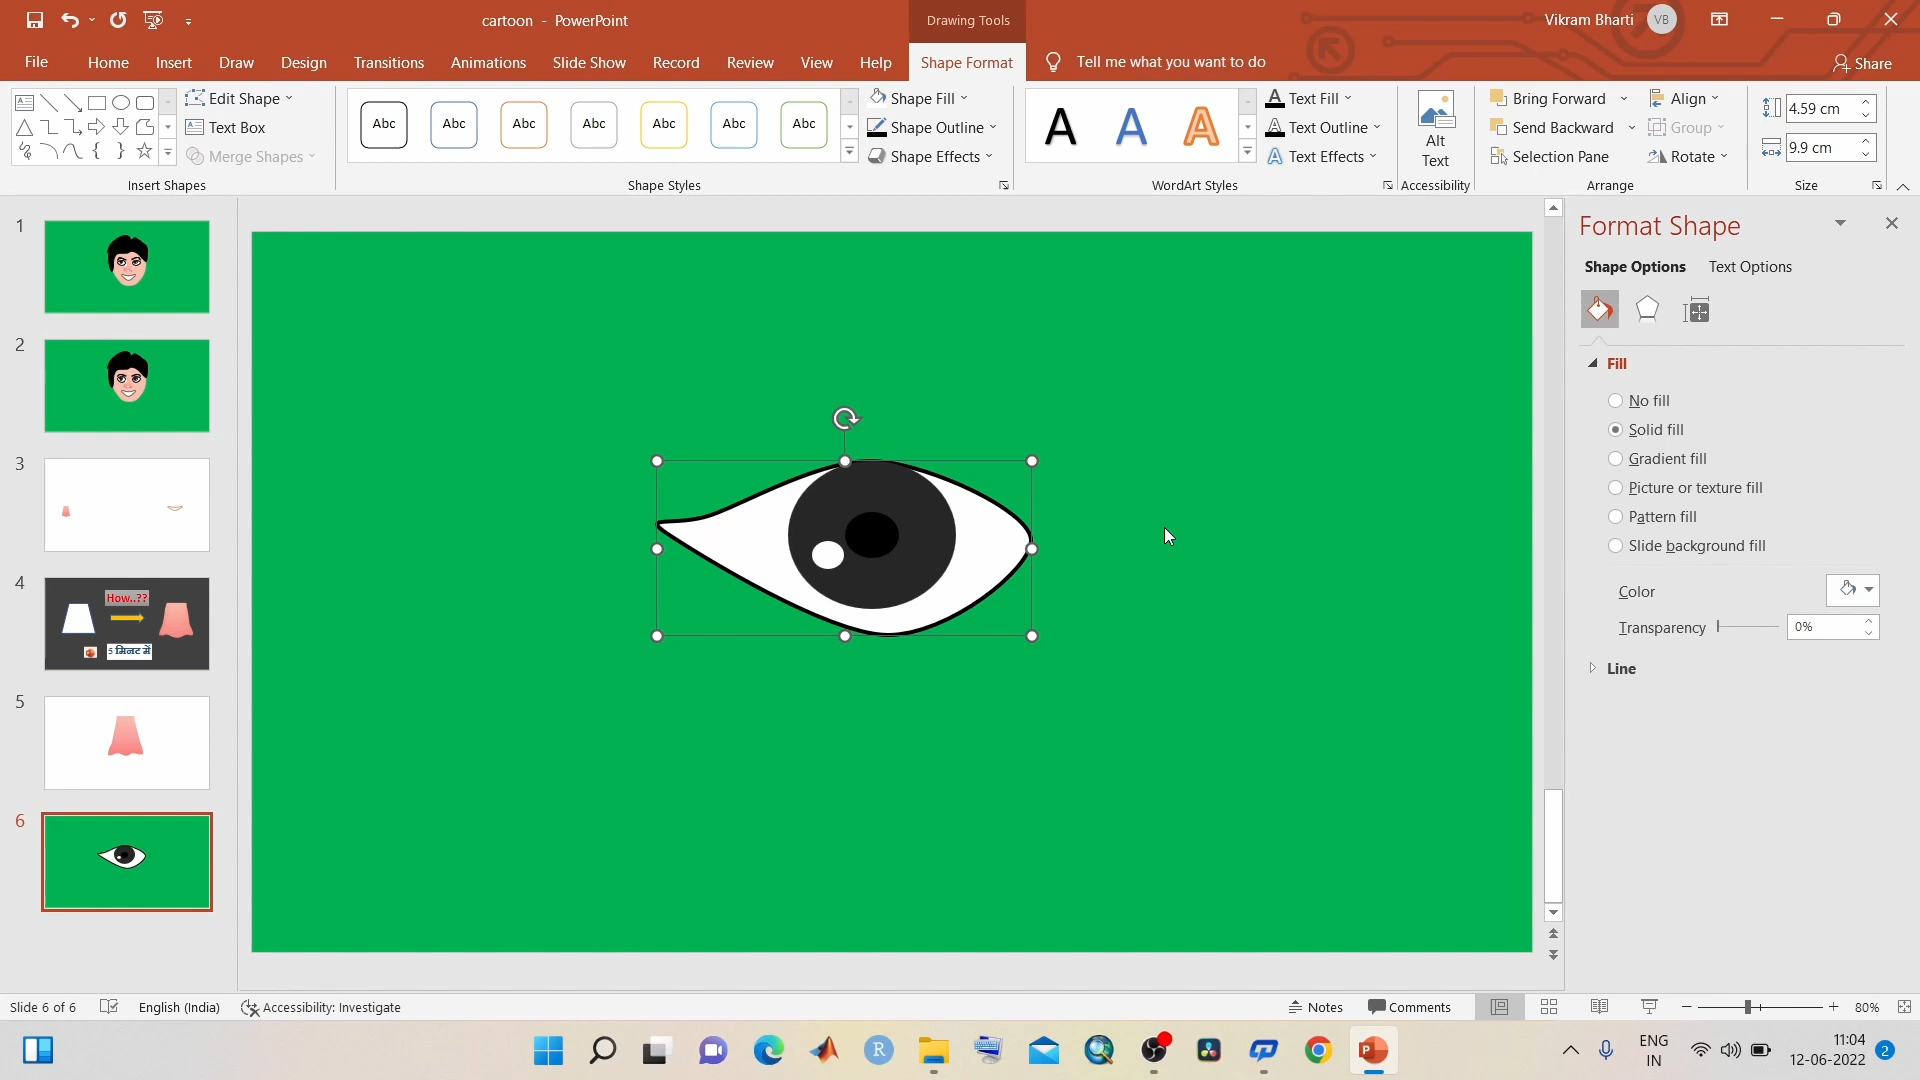 cartoon - PowerPoint
Drawing Tools
Vikram Bharti
VB
File
Home
Insert
Draw
Design
Transitions
Animations
Slide Show
Record
Review
View
Help
Shape Format
Tell me what you want to do
Share
Edit Shape
Text Box
Merge Shapes
Insert Shapes
Abc
Abc
Abc
Abc
Abc
Abc
Abc
Shape Fill
Shape Outline
Shape Effects
Shape Styles
A
A
A
Text Fill
Text Outline
Text Effects
WordArt Styles
Alt
Text
Accessibility
Bring Forward
Send Backward
Selection Pane
Align
Group
Rotate
Arrange
4.59 cm
9.9 cm
Size
1
2
3
4
How..??
5 मिनट में
5
6
Format Shape
Shape Options
Text Options
Fill
No fill
Solid fill
Gradient fill
Picture or texture fill
Pattern fill
Slide background fill
Color
Transparency
0%
Line
Slide 6 of 6
English (India)
Accessibility: Investigate
Notes
Comments
80%
ENG
IN
11:04
12-06-2022
2